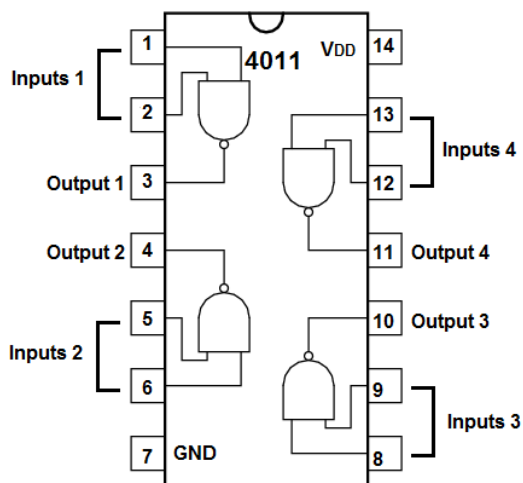 1
4011
VDD
14
Inputs 1
2
13
Inputs 4
12
Output 1
3
Output 2
4
11
Output 4
5
10
Output 3
Inputs 2
6
9
Inputs 3
7
GND
8